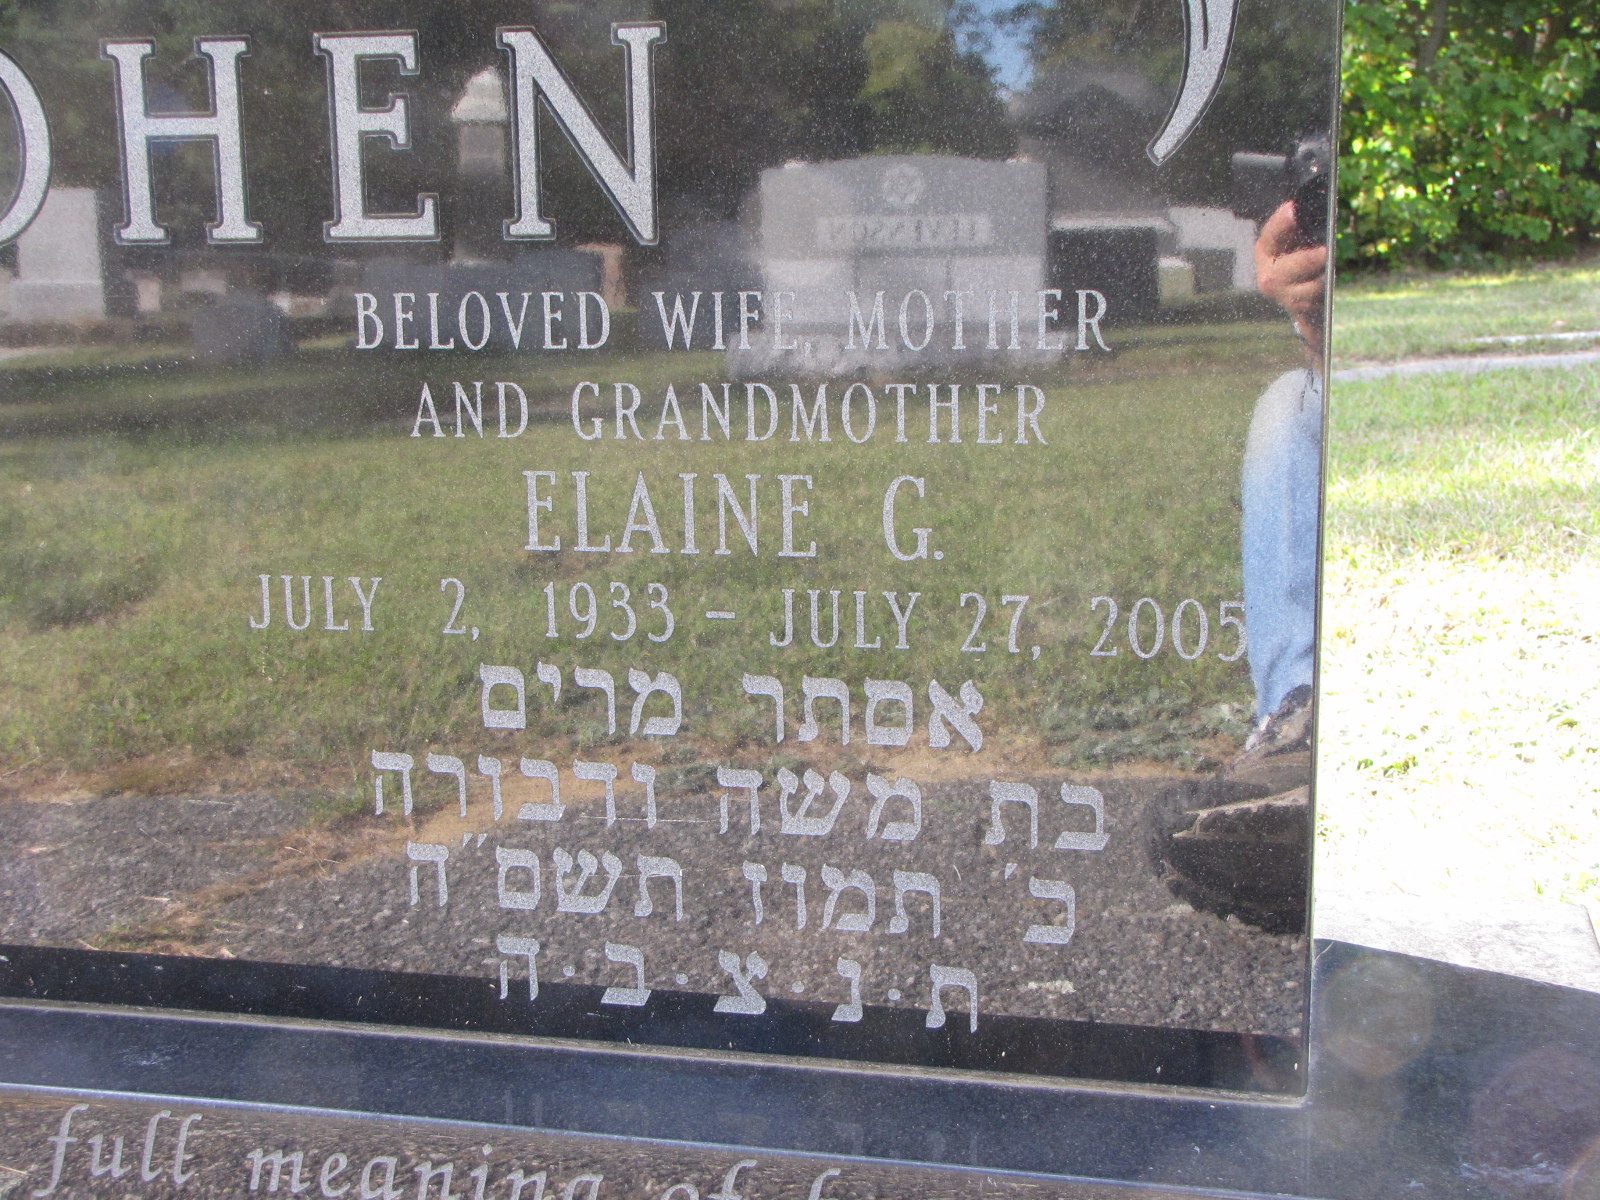 OHEN
BELOVED WIFE, MOTHER
AND GRANDMOTHER
ELAINE G.
JULY 2, 1933 – JULY 27, 2005
אסתר מרים
בת משה ודבורה
כ׳ תמוז תשס״ה
ת·נ·צ·ב·ה
full meaning of